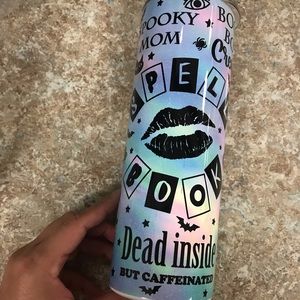 SPOOKY
MOM
SPELL
BOOK
Dead inside
BUT CAFFEINATED